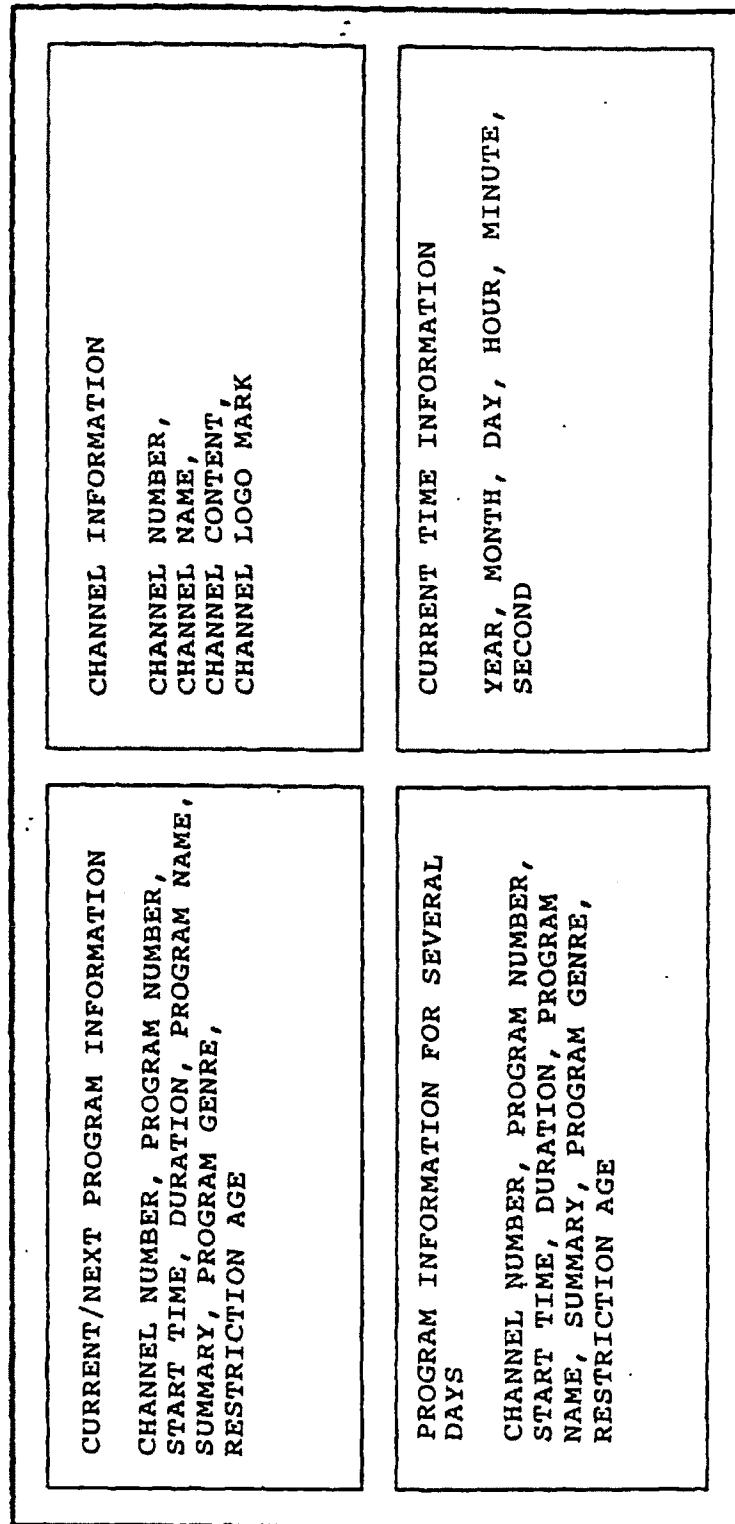 CURRENT/NEXT PROGRAM INFORMATION
CHANNEL NUMBER, PROGRAM NUMBER,
START TIME, DURATION, PROGRAM NAME,
SUMMARY, PROGRAM GENRE,
RESTRICTION AGE
CHANNEL INFORMATION
CHANNEL NUMBER,
CHANNEL NAME,
CHANNEL CONTENT,
CHANNEL LOGO MARK
PROGRAM INFORMATION FOR SEVERAL
DAYS
CHANNEL NUMBER, PROGRAM NUMBER,
START TIME, DURATION, PROGRAM
NAME, SUMMARY, PROGRAM GENRE,
RESTRICTION AGE
CURRENT TIME INFORMATION
YEAR, MONTH, DAY, HOUR, MINUTE,
SECOND